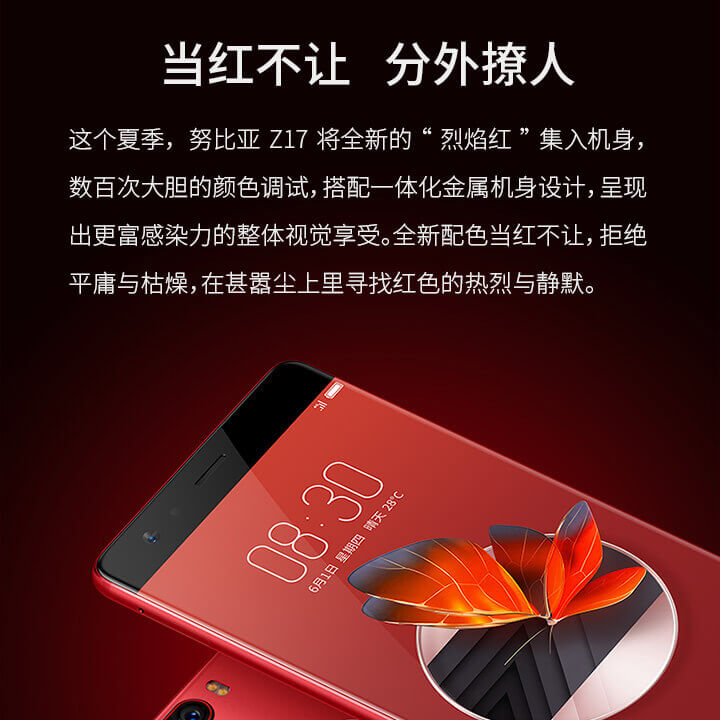 当红不让 分外撩人
这个夏季，努比亚 Z17 将全新的“烈焰红”集入机身，
数百次大胆的颜色调试，搭配一体化金属机身设计，呈现
出更富感染力的整体视觉享受。全新配色当红不让，拒绝
平庸与枯燥，在甚嚣尘上里寻找红色的热烈与静默。
08:30
6月1日 星期四 晴天 28°C